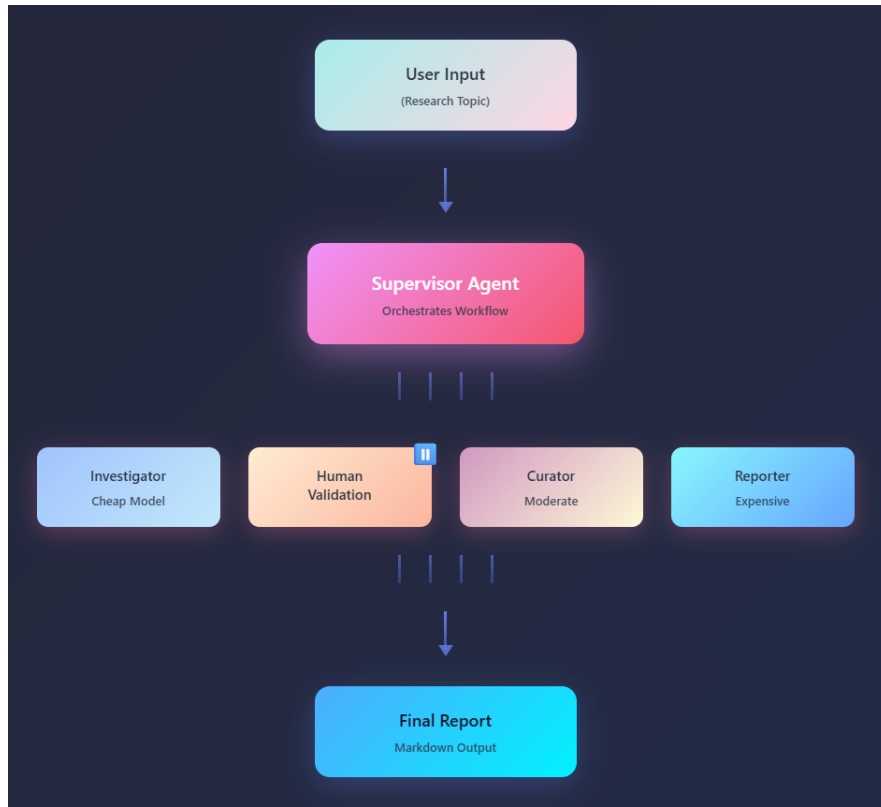 User Input
(Research Topic)
Supervisor Agent
Orchestrates Workflow
Investigator
Cheap Model
Human
Validation
Curator
Moderate
Reporter
Expensive
Final Report
Markdown Output